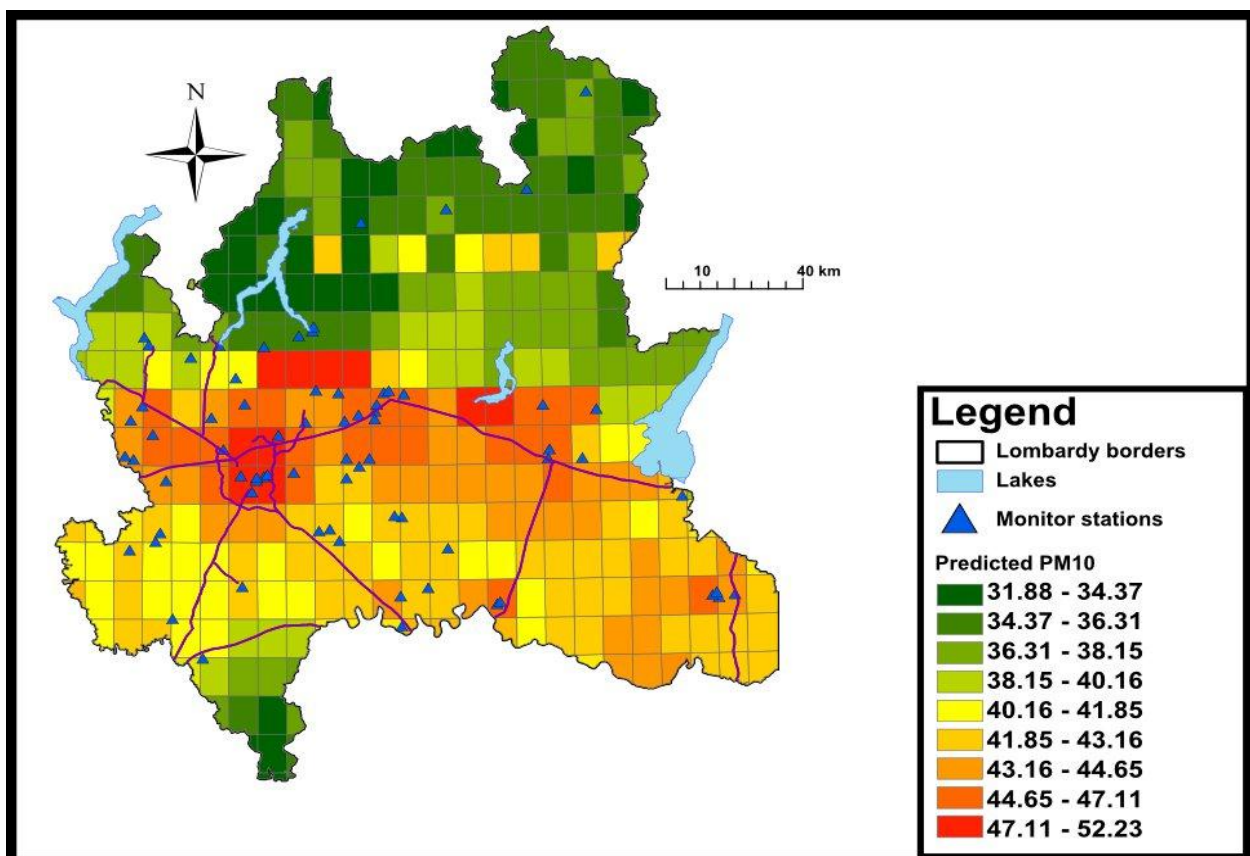 N
10 40 km
Legend
Lombardy borders
Lakes
Monitor stations
Predicted PM10
31.88 - 34.37
34.37 - 36.31
36.31 - 38.15
38.15 - 40.16
40.16 - 41.85
41.85 - 43.16
43.16 - 44.65
44.65 - 47.11
47.11 - 52.23